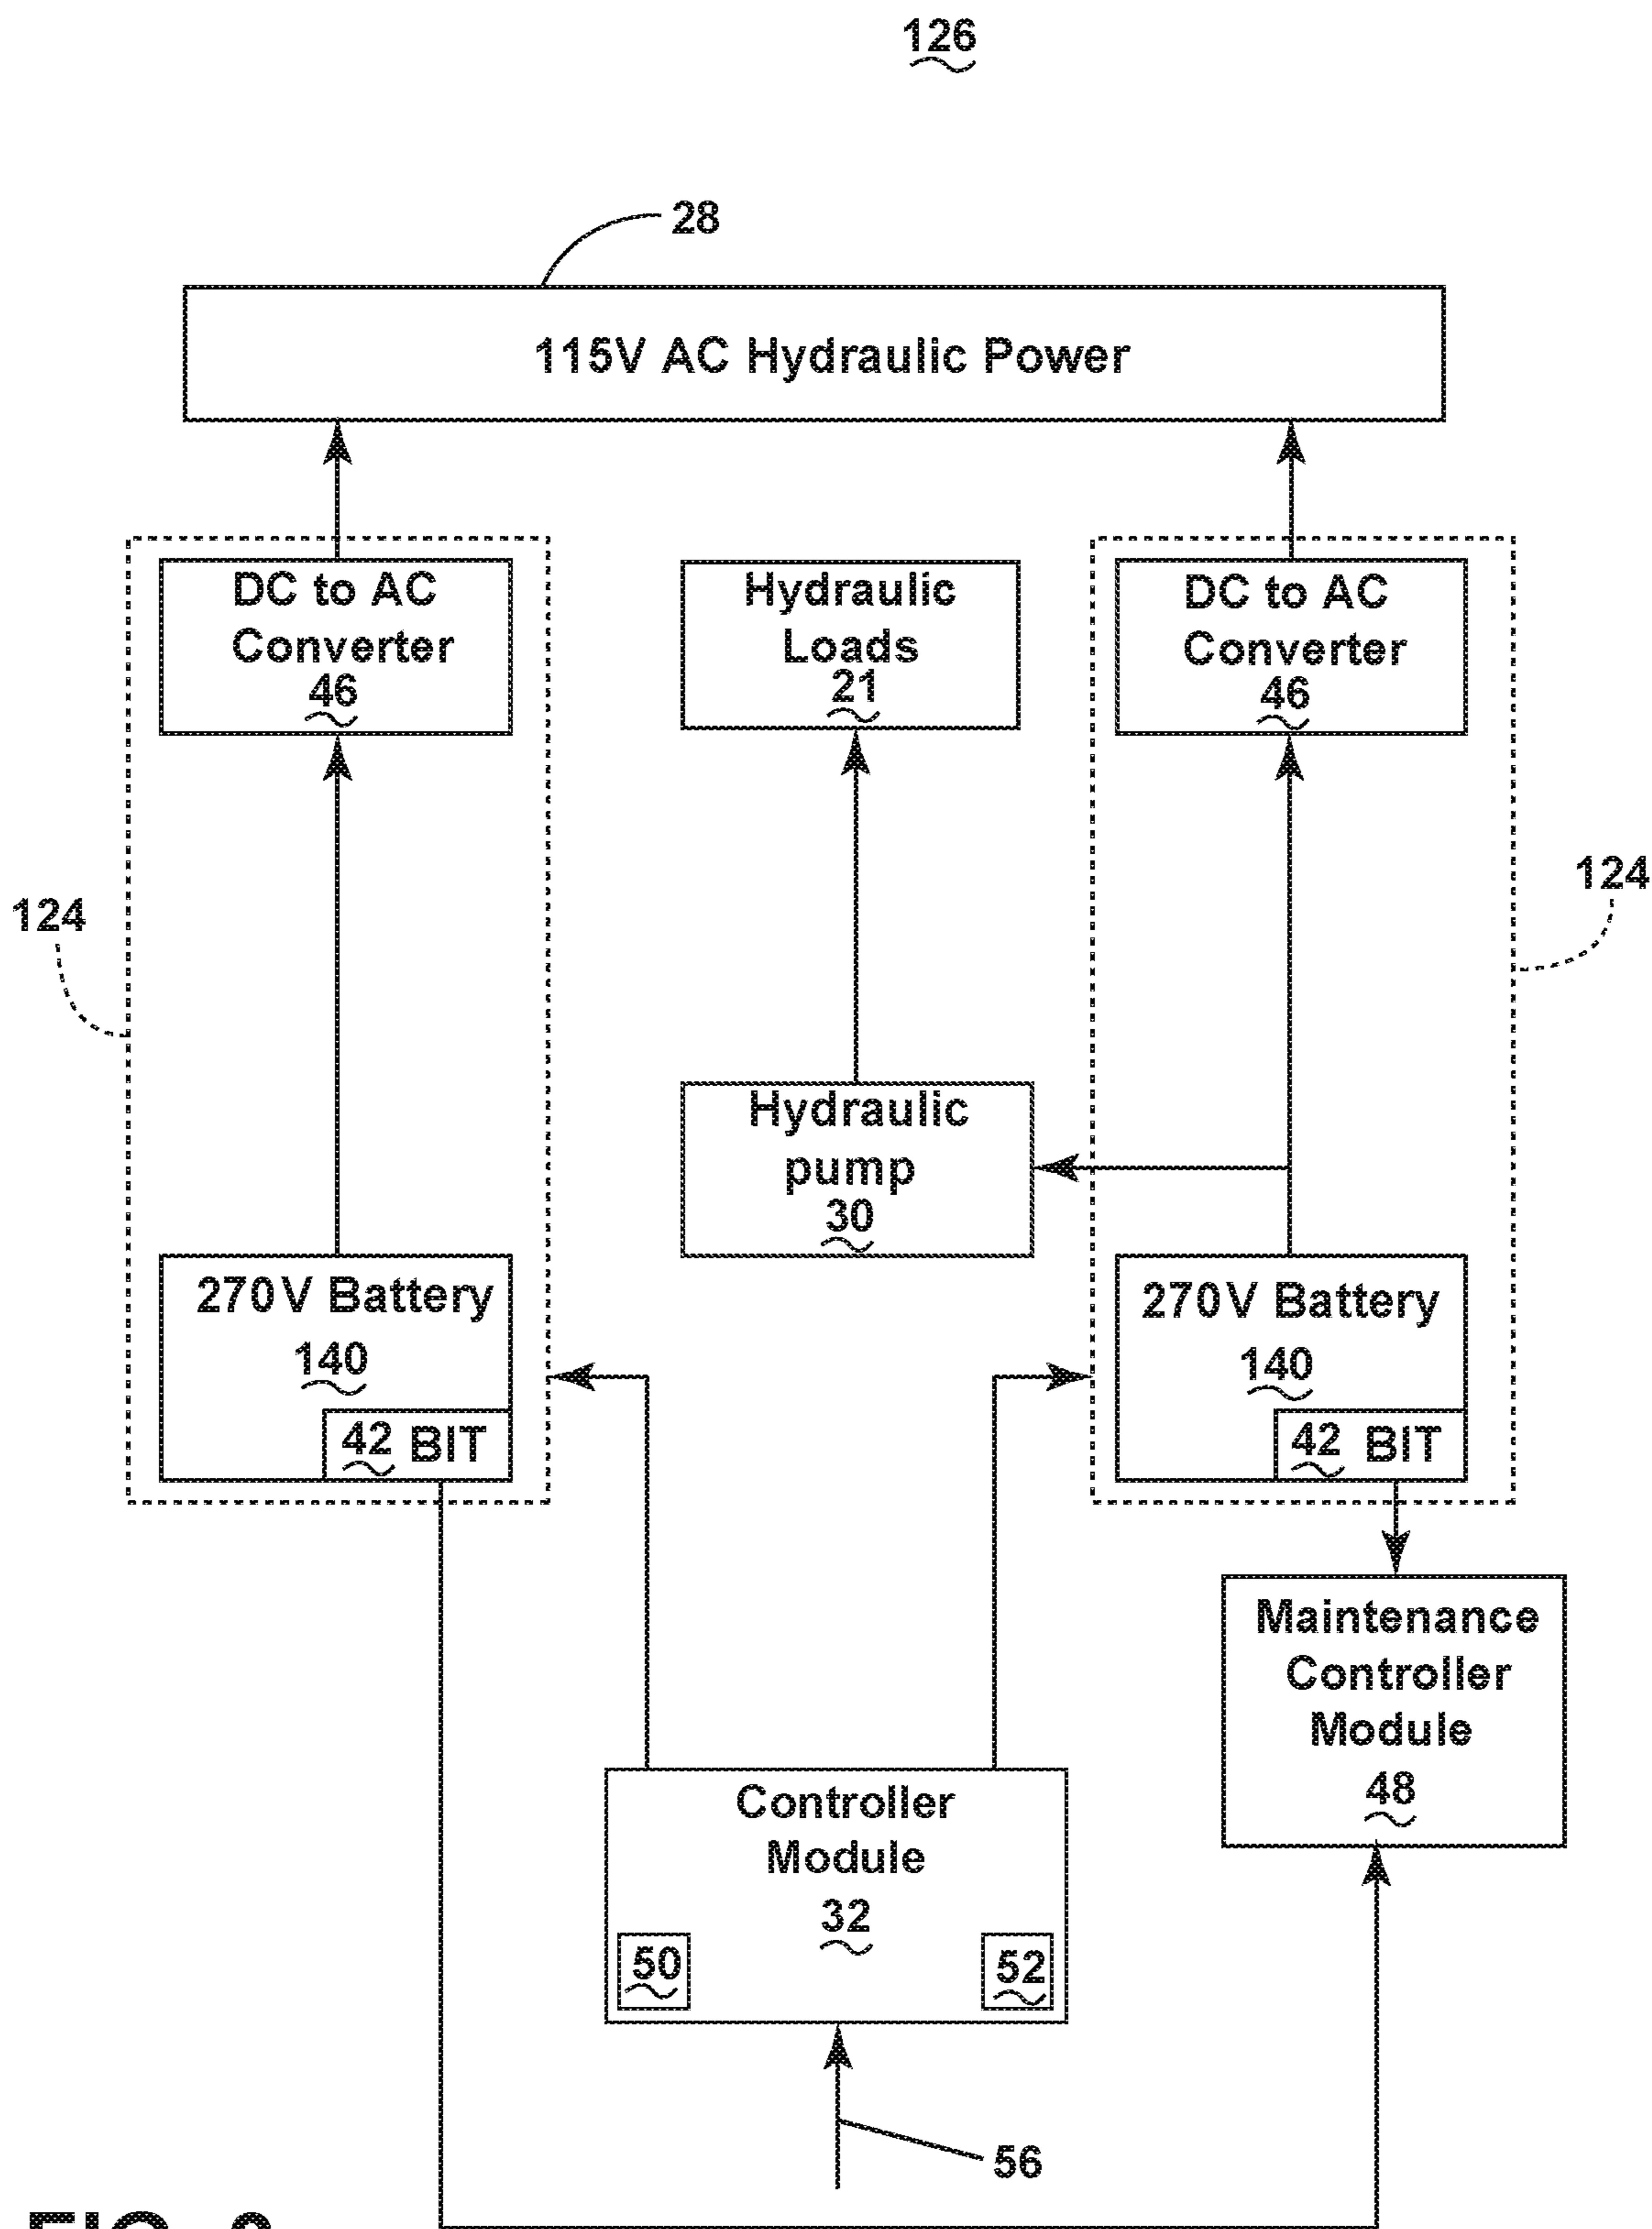 126
28
115V AC Hydraulic Power
DC to AC
Converter
46
Hydraulic
Loads
21
DC to AC
Converter
46
124
124
Hydraulic
pump
30
270V Battery
140
42 BIT
270V Battery
140
42 BIT
Maintenance
Controller
Module
48
Controller
Module
32
50
52
56